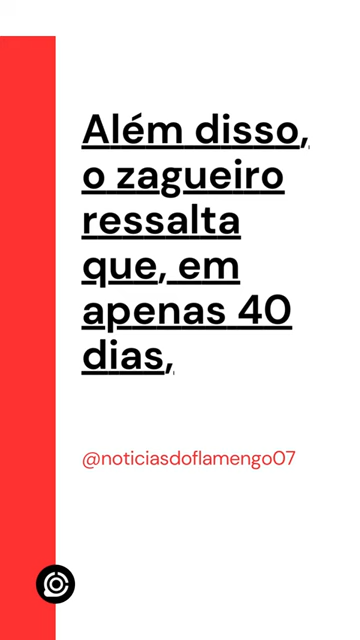 Além disso,
o zagueiro
ressalta
que, em
apenas 40
dias,
@noticiasdoflamengo07